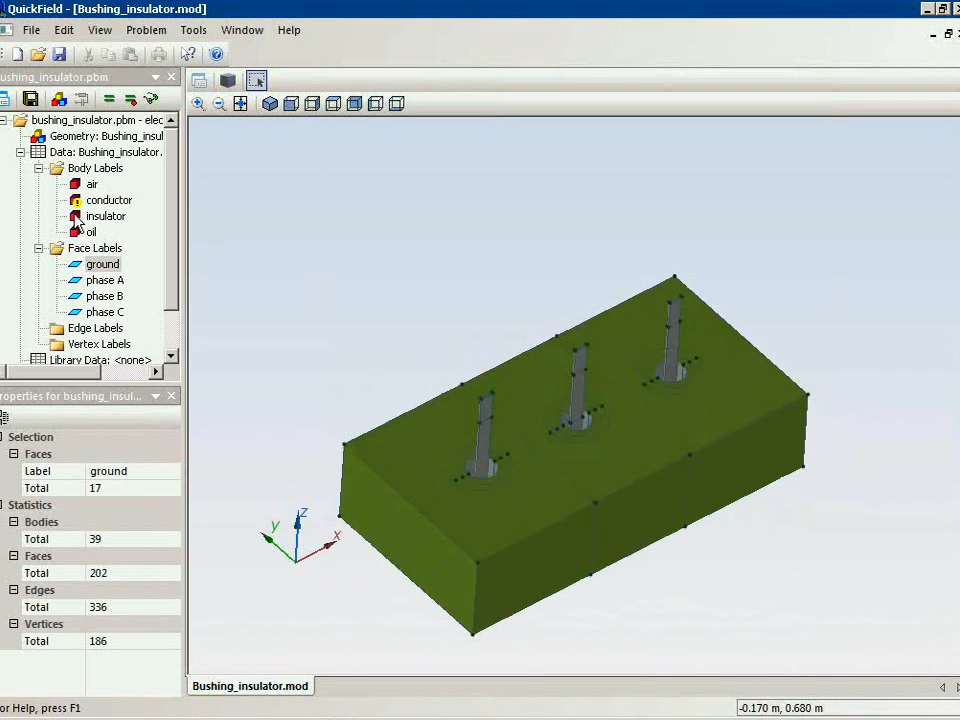 QuickField - [Bushing_insulator.mod]
File Edit View Problem Tools Window Help
ushing_insulator.pbm
bushing_insulator.pbm - elec
Geometry: Bushing_insul
Data: Bushing_insulator.
Body Labels
air
conductor
insulator
oil
Face Labels
ground
phase A
phase B
phase C
Edge Labels
Vertex Labels
Library Data: <none>
roperties for bushing_insul...
Selection
Faces
Label ground
Total 17
Statistics
Bodies
Total 39
Faces
Total 202
Edges
Total 336
Vertices
Total 186
z
y
x
Bushing_insulator.mod
or Help, press F1
-0.170 m, 0.680 m